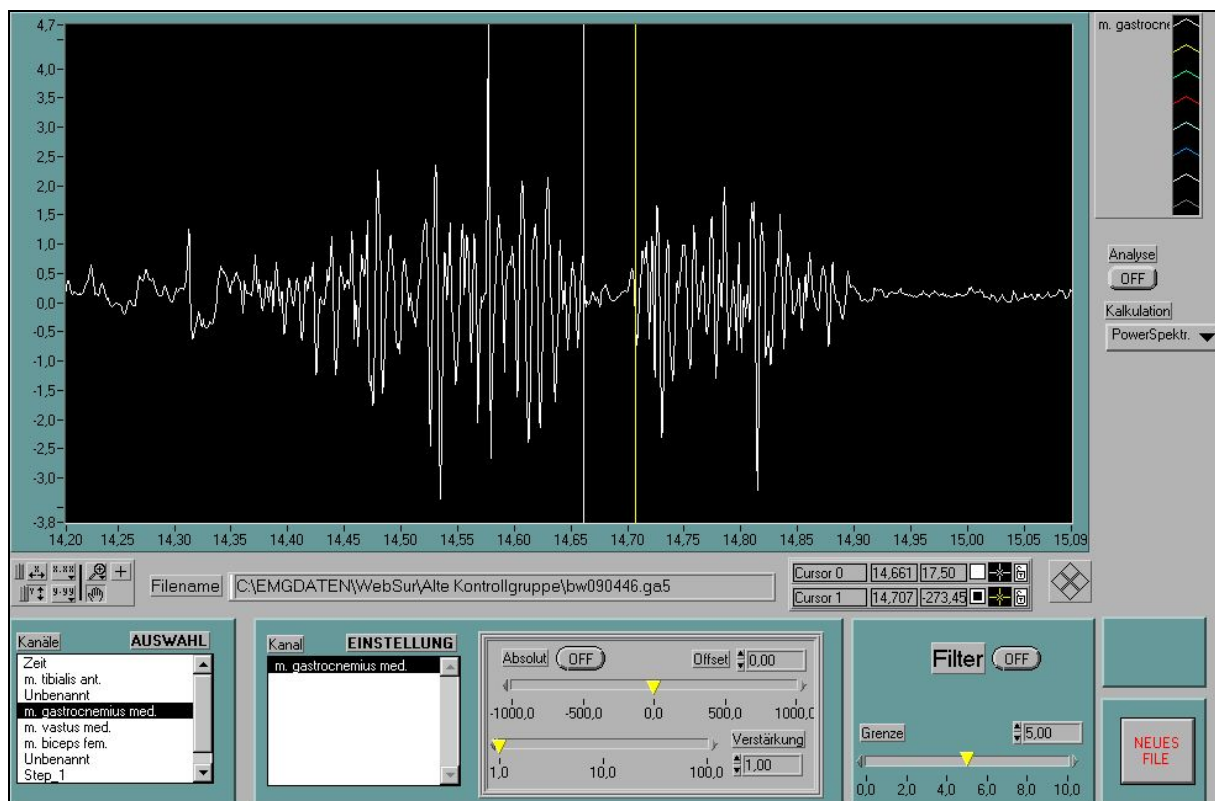 4,7
4,0
3,5
3,0
2,5
2,0
1,5
1,0
0,5
0,0
-0,5
-1,0
-1,5
-2,0
-2,5
-3,0
-3,8
14,20 14,25 14,30 14,35 14,40 14,45 14,50 14,55 14,60 14,65 14,70 14,75 14,80 14,85 14,90 14,95 15,00 15,05 15,09
m. gastrocne
Analyse
OFF
Kalkulation
PowerSpektr.
Filename C:\EMGDATEN\WebSur\Alte Kontrollgruppe\bw090446.ga5
Cursor 0 14,661 17,50
Cursor 1 14,707 -273,45
Kanäle AUSWAHL
Zeit
m. tibialis ant.
Unbenannt
m. gastrocnemius med.
m. vastus med.
m. biceps fem.
Unbenannt
Step_1
Kanal EINSTELLUNG
m. gastrocnemius med.
Absolut OFF Offset 0,00
-1000,0 -500,0 0,0 500,0 1000,0
Verstärkung
1,00
1,0 10,0 100,0
Filter OFF
Grenze 5,00
0,0 2,0 4,0 6,0 8,0 10,0
NEUES
FILE